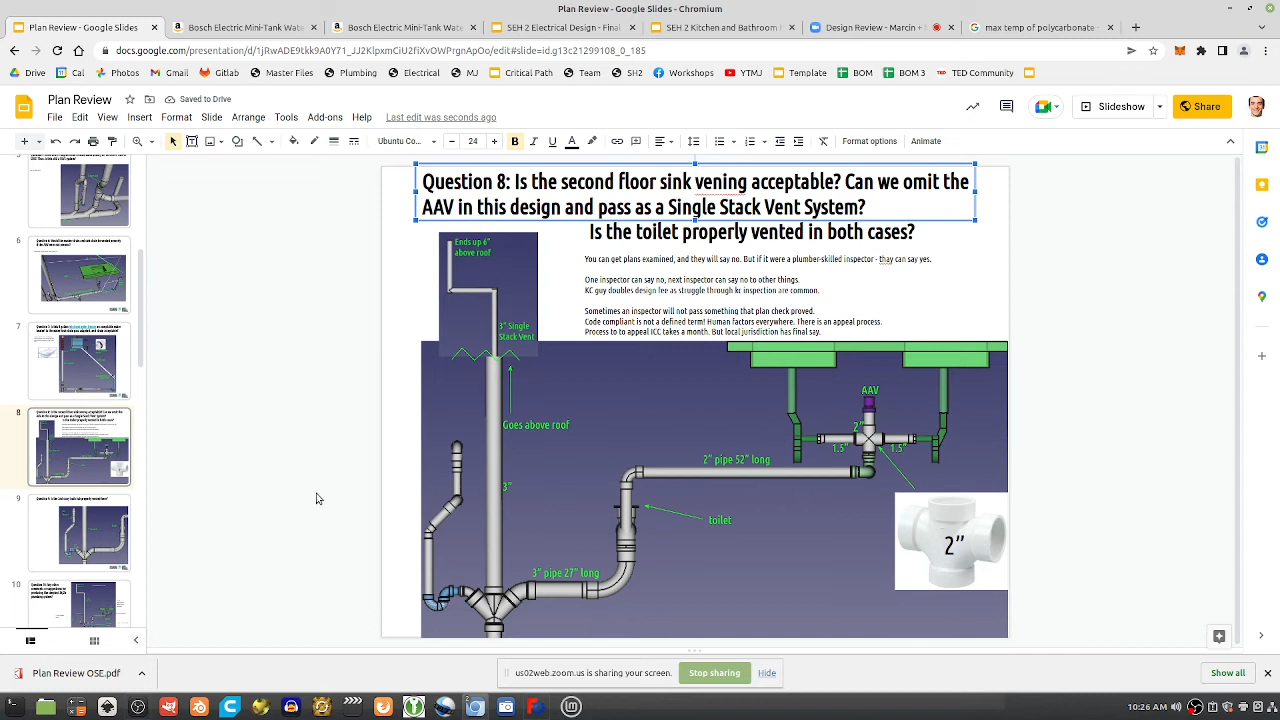 Plan Review - Google Slides - Chromium
Plan Review - Google Slides
Bosch Electric Mini-Tank Wate
Bosch Electric Mini-Tank Wate
SEH 2 Electrical Design - Final
SEH 2 Kitchen and Bathroom
Design Review - Marcin +
max temp of polycarbonate
docs.google.com/presentation/d/1jRwADE9Lkk9A0Y71_JJ2KlpxmCiU2fiXvOWPrgnApOo/edit#slide=id.g13c21299108_0_185
Drive
Cal
Photos
Gmail
Gitlab
Master Files
Plumbing
Electrical
MJ
Critical Path
Team
SH2
Workshops
YTMJ
Template
BOM
BOM 3
TED Community
Plan Review
Saved to Drive
File Edit View Insert Format Slide Arrange Tools Add-ons Help Last edit was seconds ago
Slideshow
Share
Ubuntu Co...
24
Format options
Animate
6
7
8
9
10
Question 8: Is the second floor sink vening acceptable? Can we omit the
AAV in this design and pass as a Single Stack Vent System?
Is the toilet properly vented in both cases?
You can get plans examined, and they will say no. But if it were a plumber-skilled inspector - thay can say yes.
One inspector can say no, next inspector can say no to other things.
KC guy doubles design fee as struggle through kc inspection are common.
Sometimes an inspector will not pass something that plan check proved.
Code compliant is not a defined term! Human factors everywhere. There is an appeal process.
Process to to appeal ICC takes a month. But local jurisdiction has final say.
Ends up 6"
above roof
3" Single
Stack Vent
Goes above roof
AAV
2"
1.5"
1.5"
2" pipe 52" long
3"
toilet
2"
3" pipe 27" long
Plan Review OSE.pdf
us02web.zoom.us is sharing your screen.
Stop sharing
Hide
Show all
10:26 AM